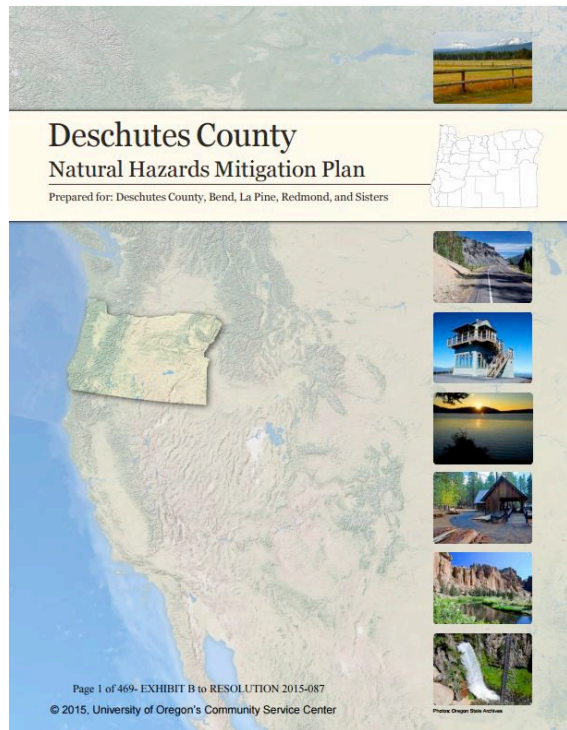 Deschutes County
Natural Hazards Mitigation Plan
Prepared for: Deschutes County, Bend, La Pine, Redmond, and Sisters
Page 1 of 469- EXHIBIT B to RESOLUTION 2015-087
© 2015, University of Oregon's Community Service Center
Photos: Oregon State Archives